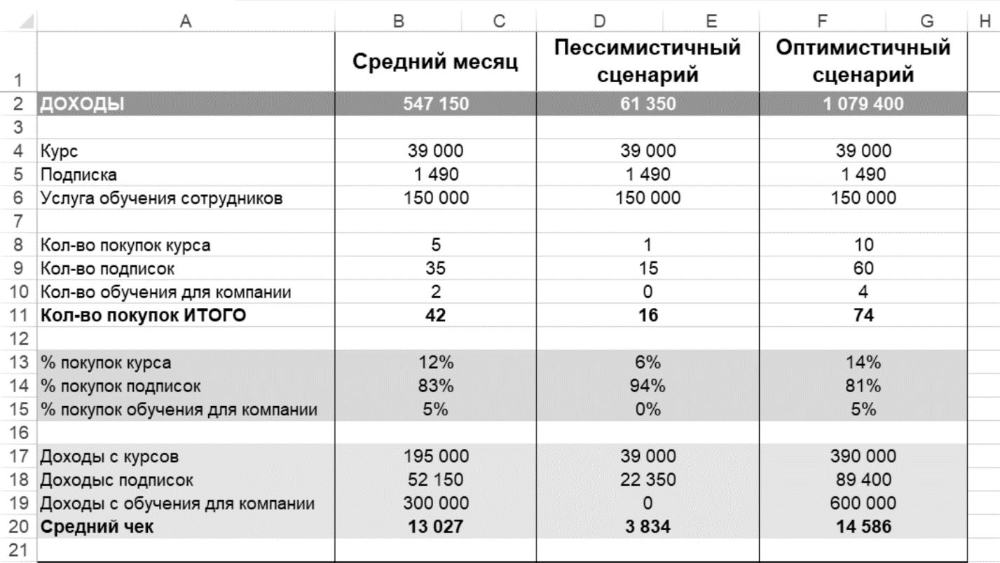 A B C D E F G H
1 Средний месяц Пессимистичный сценарий Оптимистичный сценарий
2 ДОХОДЫ 547 150 61 350 1 079 400
3
4 Курс 39 000 39 000 39 000
5 Подписка 1 490 1 490 1 490
6 Услуга обучения сотрудников 150 000 150 000 150 000
7
8 Кол-во покупок курса 5 1 10
9 Кол-во подписок 35 15 60
10 Кол-во обучения для компании 2 0 4
11 Кол-во покупок ИТОГО 42 16 74
12
13 % покупок курса 12% 6% 14%
14 % покупок подписок 83% 94% 81%
15 % покупок обучения для компании 5% 0% 5%
16
17 Доходы с курсов 195 000 39 000 390 000
18 Доходыс подписок 52 150 22 350 89 400
19 Доходы с обучения для компании 300 000 0 600 000
20 Средний чек 13 027 3 834 14 586
21